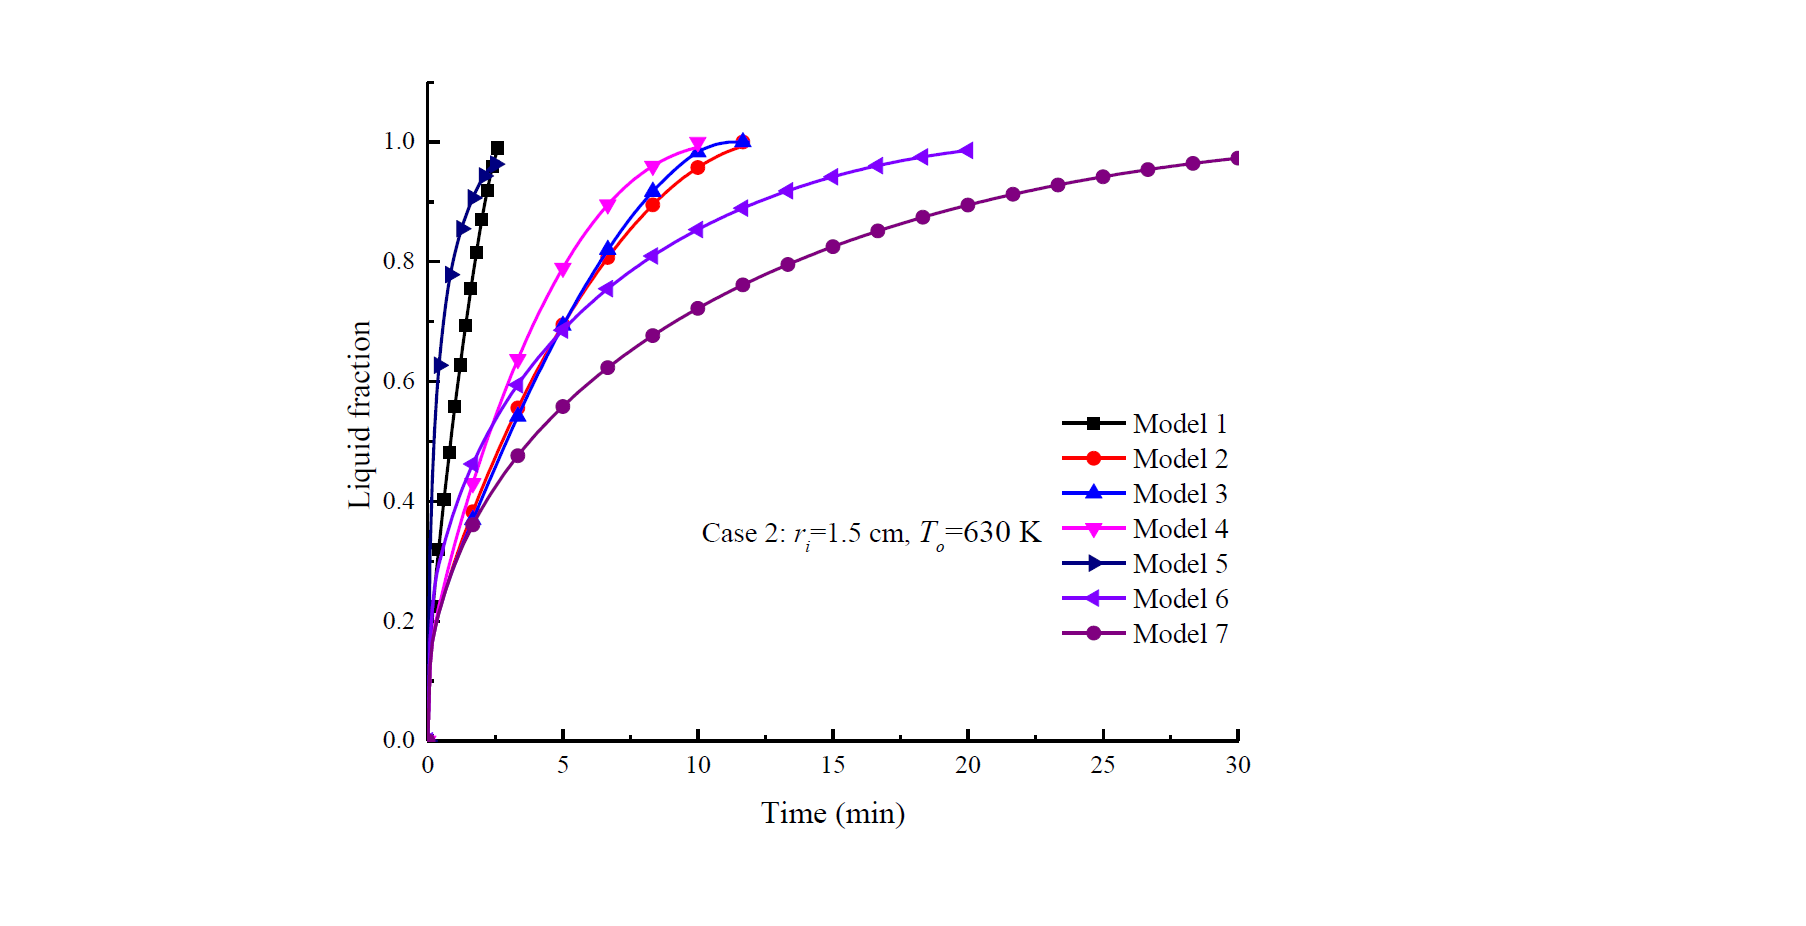 1.0
0.8
0.6
0.4
0.2
0.0
Liquid fraction
0 5 10 15 20 25 30
Time (min)
Case 2: r_i=1.5 cm, T_o=630 K
Model 1
Model 2
Model 3
Model 4
Model 5
Model 6
Model 7